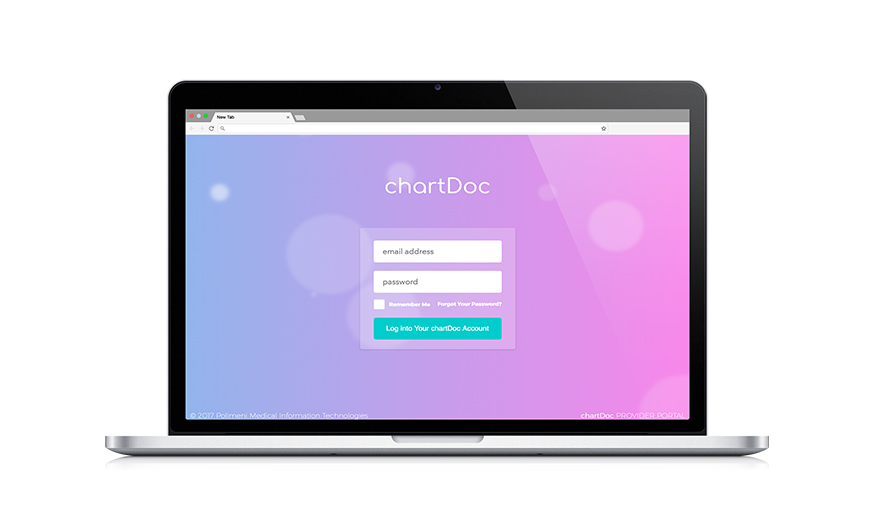 New Tab
chartDoc
email address
password
Remember Me Forgot Your Password?
Log into Your chartDoc Account
© 2017 Polimeni Medical Information Technologies chartDoc PROVIDER PORTAL